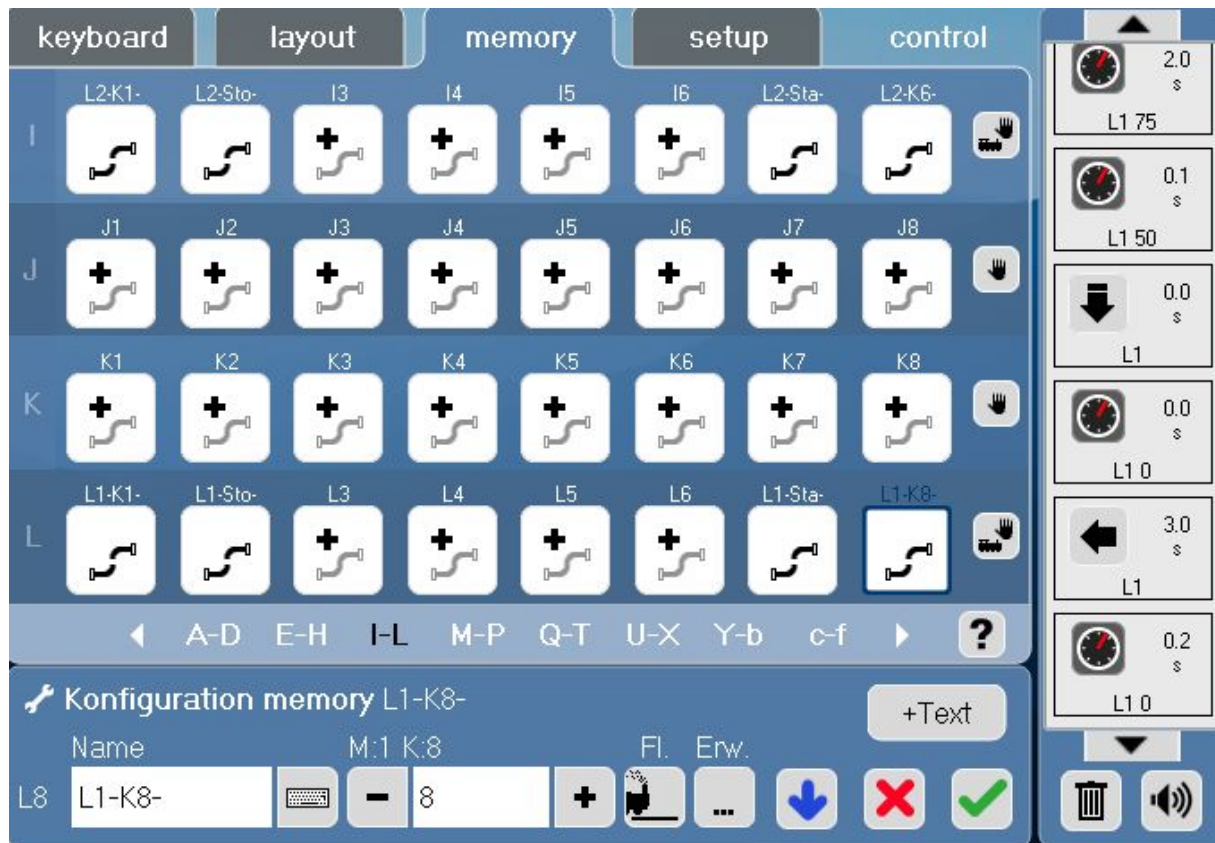 keyboard layout memory setup control
L2-K1- L2-Sto- I3 I4 I5 I6 L2-Sta- L2-K6-
I
J1 J2 J3 J4 J5 J6 J7 J8
J
K1 K2 K3 K4 K5 K6 K7 K8
K
L1-K1- L1-Sto- L3 L4 L5 L6 L1-Sta- L1-K8-
L
A-D E-H I-L M-P Q-T U-X Y-b c-f ?
Konfiguration memory L1-K8-
+Text
Name M:1 K:8 Fl. Erw.
L8 L1-K8- 8 ...
2.0
s
L1 75
0.1
s
L1 50
0.0
s
L1
0.0
s
L1 0
3.0
s
L1
0.2
s
L1 0